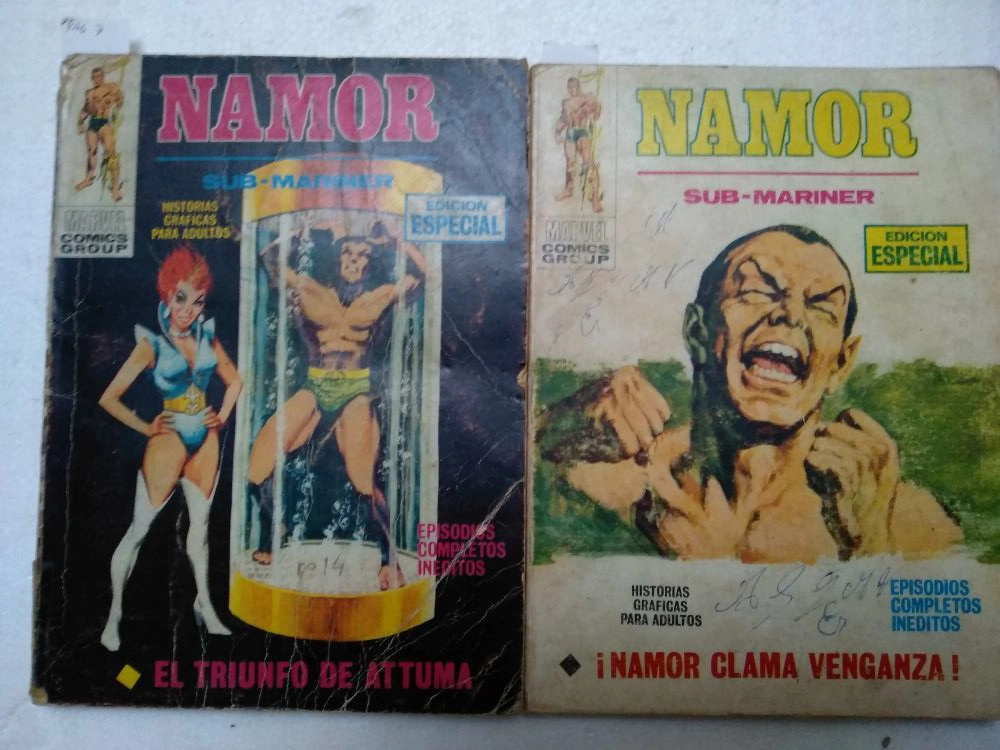 NAMOR
SUB-MARINER
MARVEL
COMICS
GROUP
HISTORIAS
GRAFICAS
PARA ADULTOS
EDICION
ESPECIAL
EPISODIOS
COMPLETOS
INEDITOS
EL TRIUNFO DE ATTUMA
NAMOR
SUB-MARINER
MARVEL
COMICS
GROUP
EDICION
ESPECIAL
HISTORIAS
GRAFICAS
PARA ADULTOS
EPISODIOS
COMPLETOS
INEDITOS
¡NAMOR CLAMA VENGANZA!